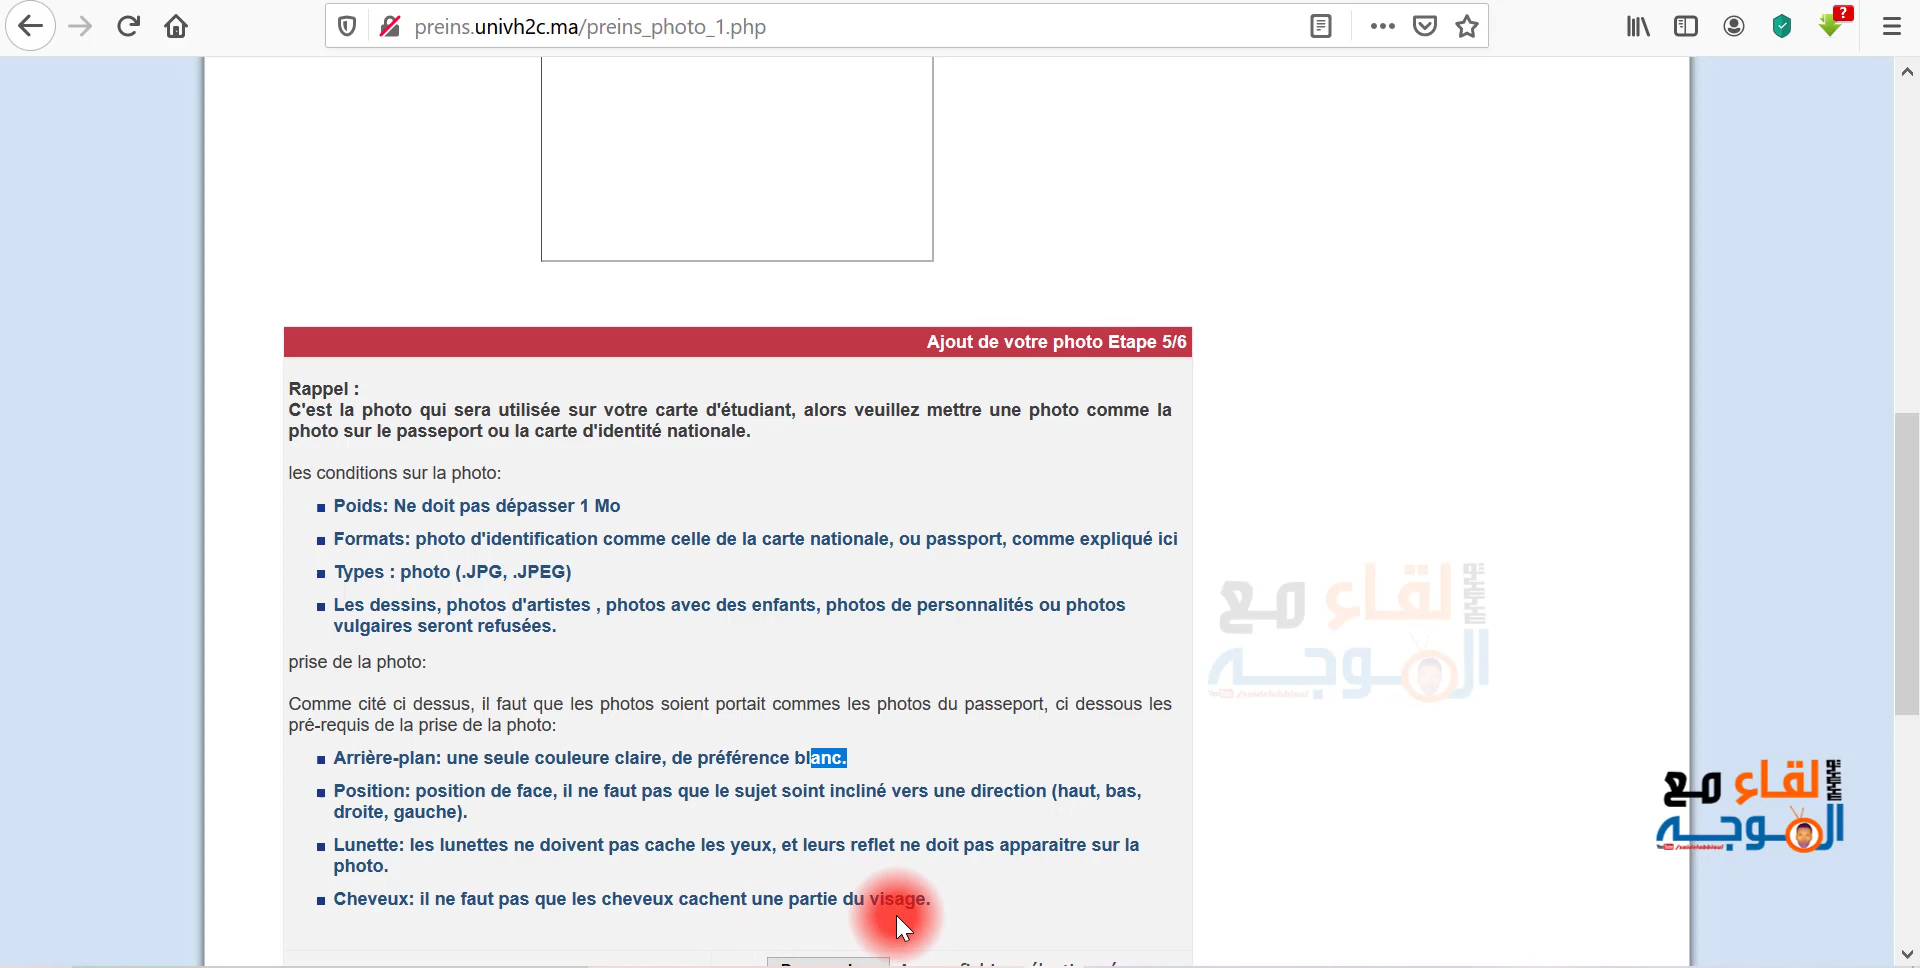 preins.univh2c.ma/preins_photo_1.php
?
Ajout de votre photo Etape 5/6
Rappel :
C'est la photo qui sera utilisée sur votre carte d'étudiant, alors veuillez mettre une photo comme la
photo sur le passeport ou la carte d'identité nationale.
les conditions sur la photo:
Poids: Ne doit pas dépasser 1 Mo
Formats: photo d'identification comme celle de la carte nationale, ou passport, comme expliqué ici
Types : photo (.JPG, .JPEG)
Les dessins, photos d'artistes , photos avec des enfants, photos de personnalités ou photos
vulgaires seront refusées.
prise de la photo:
Comme cité ci dessus, il faut que les photos soient portait commes les photos du passeport, ci dessous les
pré-requis de la prise de la photo:
Arrière-plan: une seule couleure claire, de préférence blanc.
Position: position de face, il ne faut pas que le sujet soint incliné vers une direction (haut, bas,
droite, gauche).
Lunette: les lunettes ne doivent pas cache les yeux, et leurs reflet ne doit pas apparaitre sur la
photo.
Cheveux: il ne faut pas que les cheveux cachent une partie du visage.
لقاء مع
الموجه
لقاء مع
الموجه